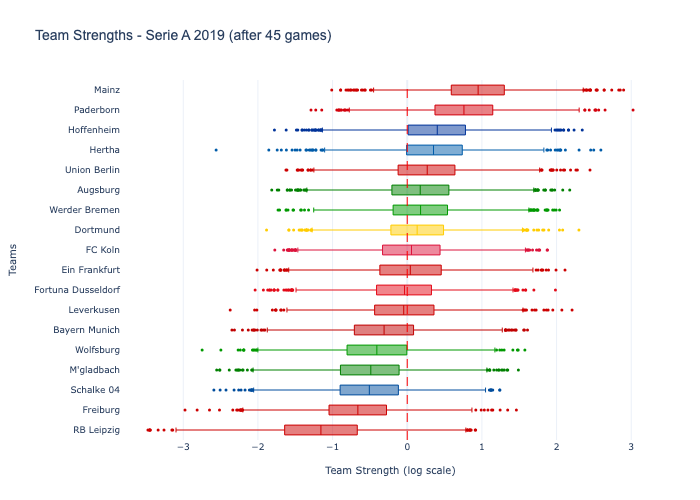 Team Strengths - Serie A 2019 (after 45 games)
Mainz
Paderborn
Hoffenheim
Hertha
Union Berlin
Augsburg
Werder Bremen
Dortmund
FC Koln
Ein Frankfurt
Fortuna Dusseldorf
Leverkusen
Bayern Munich
Wolfsburg
M'gladbach
Schalke 04
Freiburg
RB Leipzig
Teams
−3 −2 −1 0 1 2 3
Team Strength (log scale)